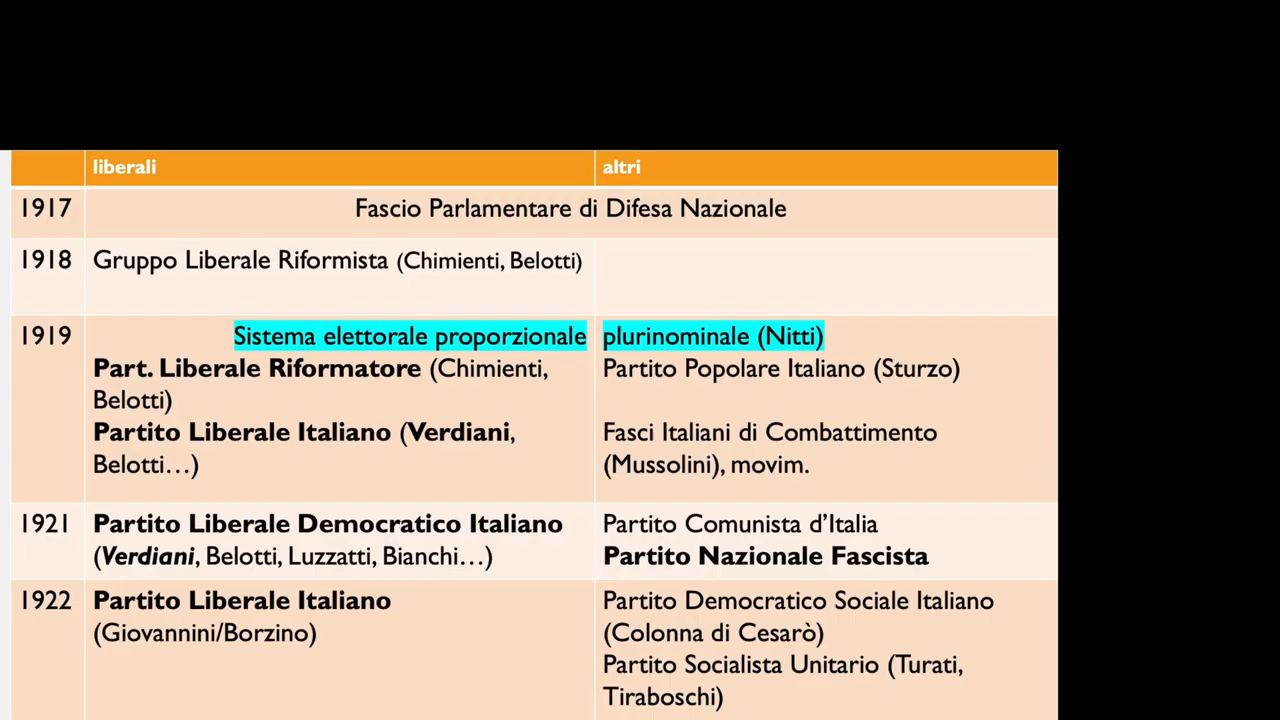 liberali altri
1917 Fascio Parlamentare di Difesa Nazionale
1918 Gruppo Liberale Riformista (Chimienti, Belotti)
1919 Sistema elettorale proporzionale plurinominale (Nitti)
Part. Liberale Riformatore (Chimienti, Partito Popolare Italiano (Sturzo)
Belotti)
Partito Liberale Italiano (Verdiani, Fasci Italiani di Combattimento
Belotti…) (Mussolini), movim.
1921 Partito Liberale Democratico Italiano Partito Comunista d’Italia
(Verdiani, Belotti, Luzzatti, Bianchi…) Partito Nazionale Fascista
1922 Partito Liberale Italiano Partito Democratico Sociale Italiano
(Giovannini/Borzino) (Colonna di Cesarò)
Partito Socialista Unitario (Turati,
Tiraboschi)